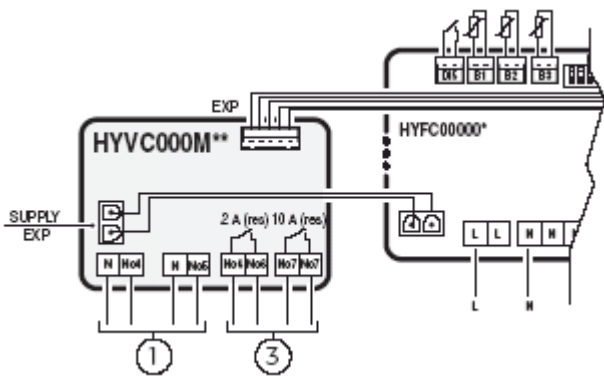 DI5 B1 B2 B3
EXP
HYVC000M**
HYFC00000*
SUPPLY
EXP
2 A (res) 10 A (res)
L L N N
N No4 N No5 No6 No6 No7 No7
L N
1 3